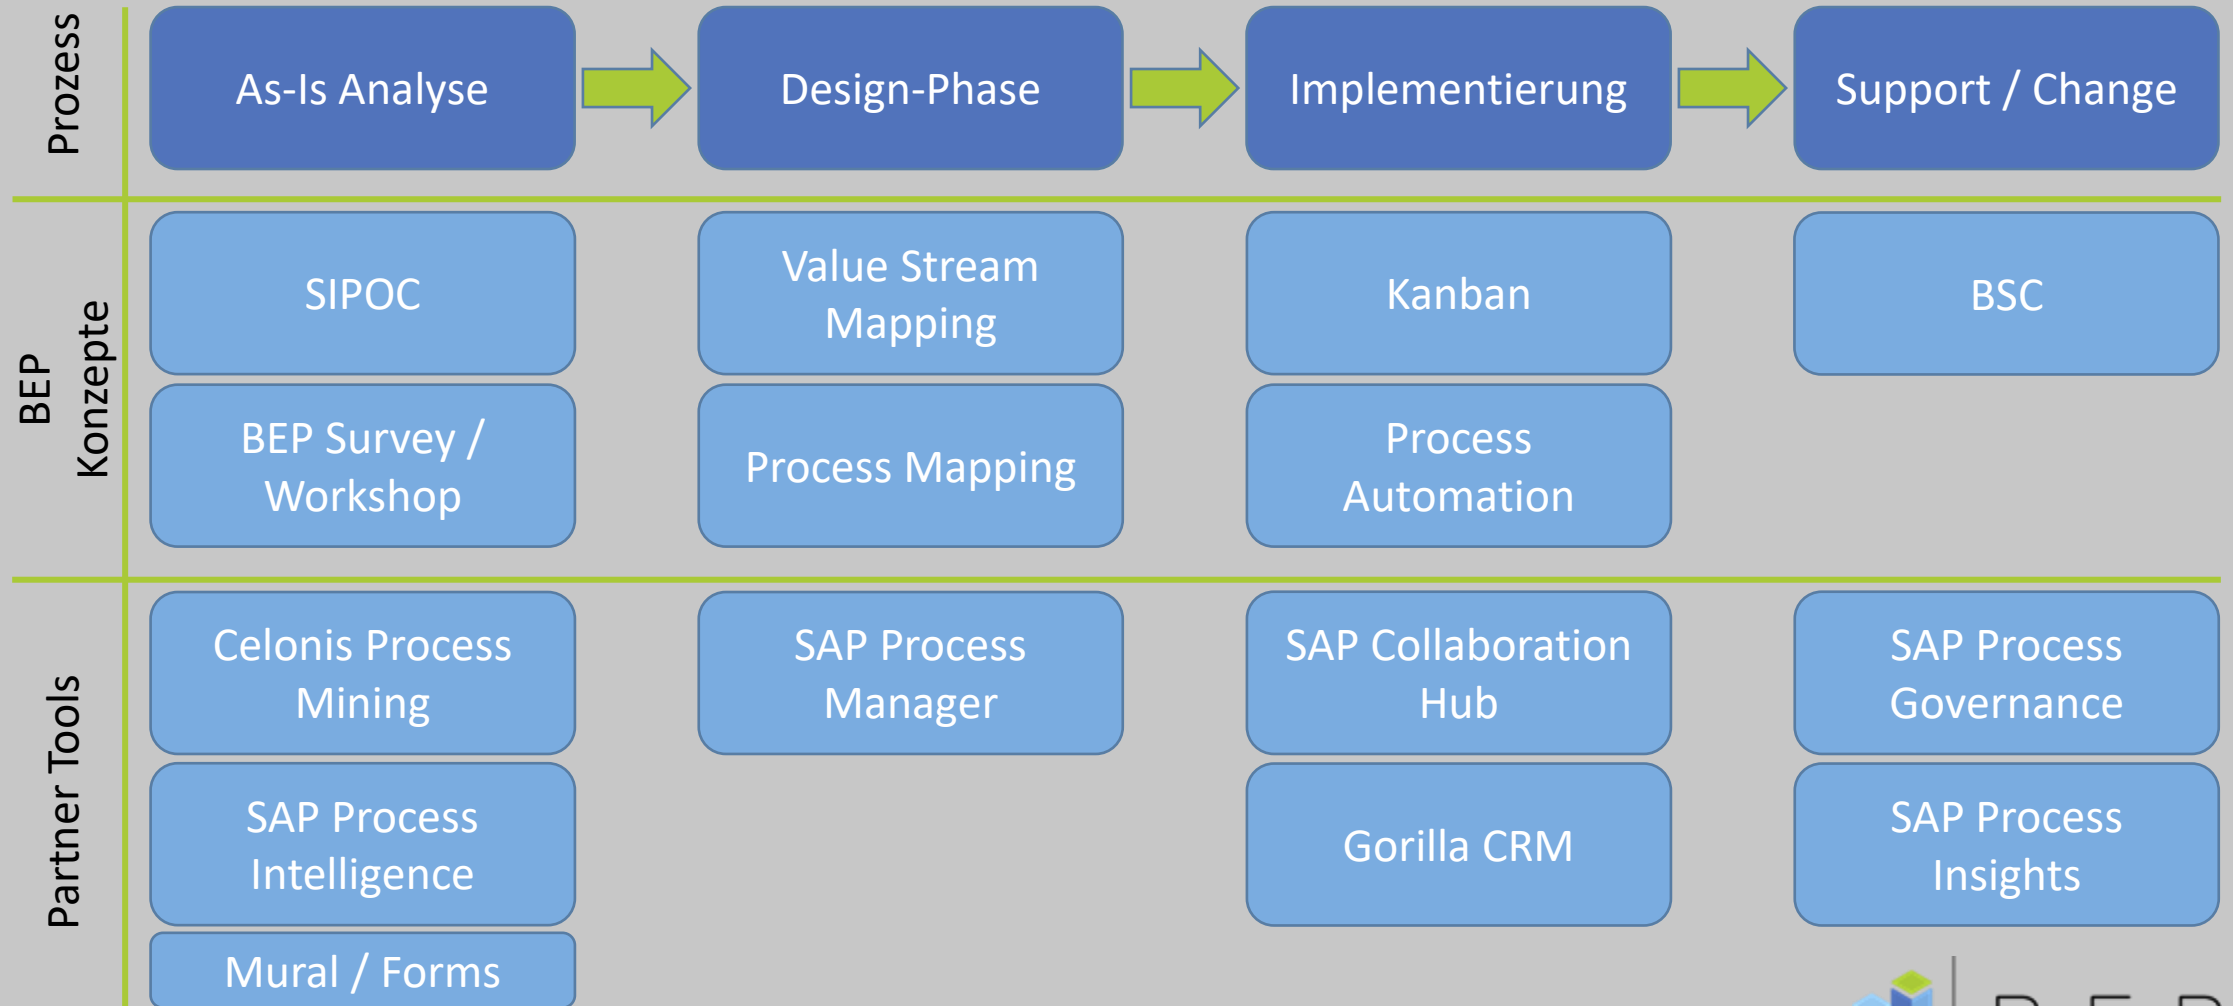 Prozess
As-Is Analyse
Design-Phase
Implementierung
Support / Change
BEP
Konzepte
SIPOC
Value Stream
Mapping
Kanban
BSC
BEP Survey /
Workshop
Process Mapping
Process
Automation
Partner Tools
Celonis Process
Mining
SAP Process
Manager
SAP Collaboration
Hub
SAP Process
Governance
SAP Process
Intelligence
Gorilla CRM
SAP Process
Insights
Mural / Forms